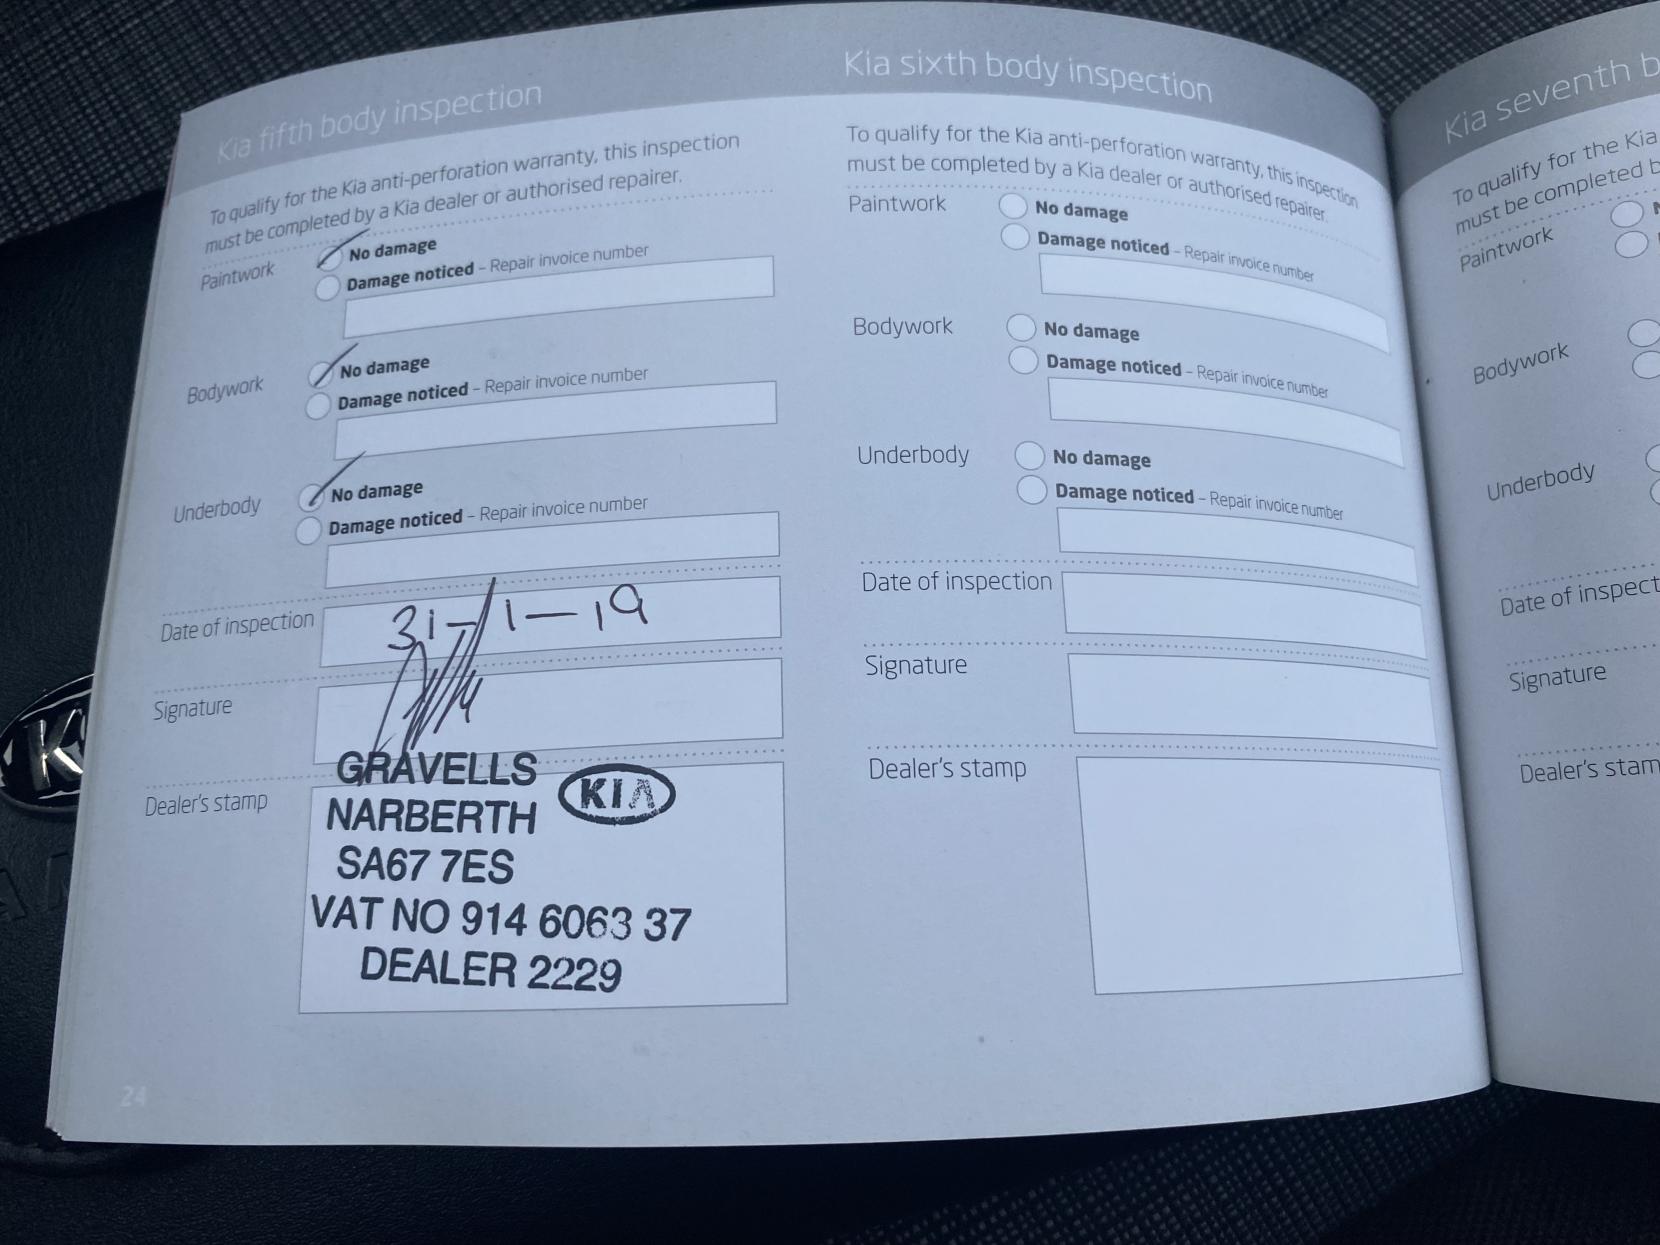 Kia fifth body inspection
To qualify for the Kia anti-perforation warranty, this inspection
must be completed by a Kia dealer or authorised repairer.
Paintwork
No damage
Damage noticed – Repair invoice number
Bodywork
No damage
Damage noticed – Repair invoice number
Underbody
No damage
Damage noticed – Repair invoice number
Date of inspection
31-1-19
Signature
Dealer's stamp
GRAVELLS
KIA
NARBERTH
SA67 7ES
VAT NO 914 6063 37
DEALER 2229
24
Kia sixth body inspection
To qualify for the Kia anti-perforation warranty, this inspection
must be completed by a Kia dealer or authorised repairer.
Paintwork
No damage
Damage noticed – Repair invoice number
Bodywork
No damage
Damage noticed – Repair invoice number
Underbody
No damage
Damage noticed – Repair invoice number
Date of inspection
Signature
Dealer's stamp
Kia seventh b
To qualify for the Kia
must be completed b
Paintwork
Bodywork
Underbody
Date of inspect
Signature
Dealer's stam